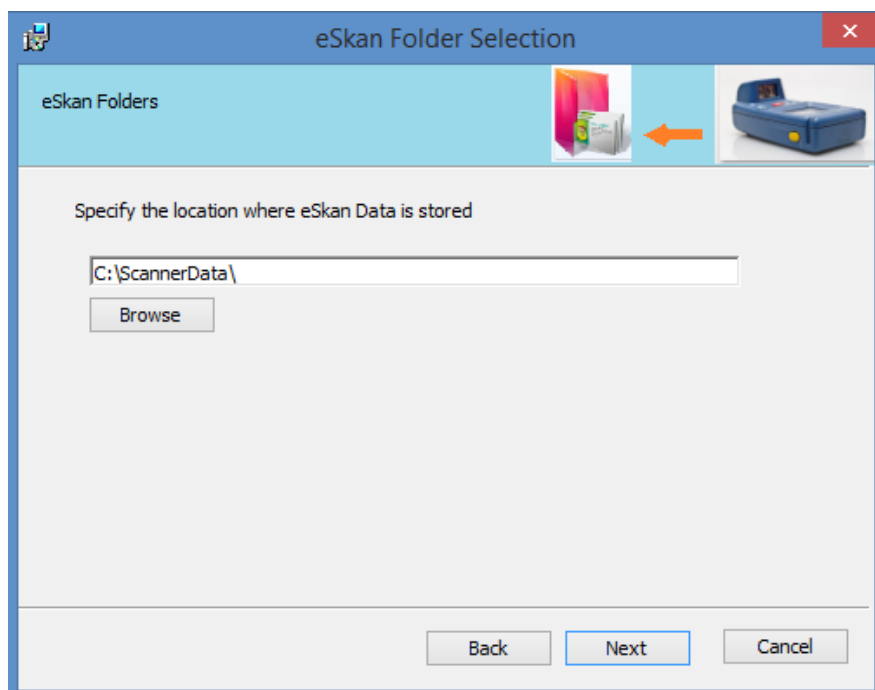 eSkan Folder Selection
eSkan Folders
Specify the location where eSkan Data is stored
C:\ScannerData\
Browse
Back
Next
Cancel